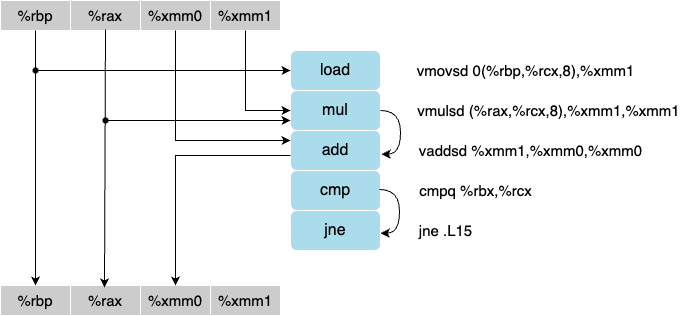 %rbp %rax %xmm0 %xmm1
load vmovsd 0(%rbp,%rcx,8),%xmm1
mul vmulsd (%rax,%rcx,8),%xmm1,%xmm1
add vaddsd %xmm1,%xmm0,%xmm0
cmp cmpq %rbx,%rcx
jne jne .L15
%rbp %rax %xmm0 %xmm1